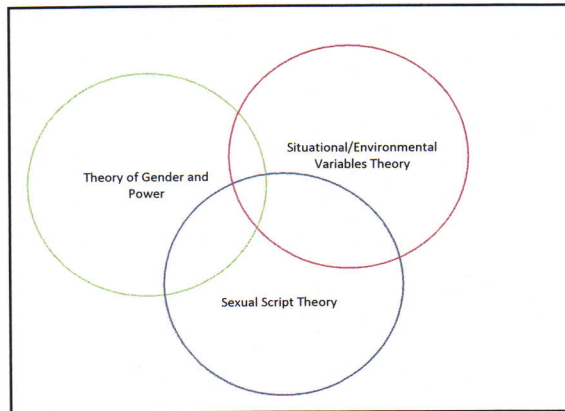 Situational/Environmental
Variables Theory
Theory of Gender and
Power
Sexual Script Theory